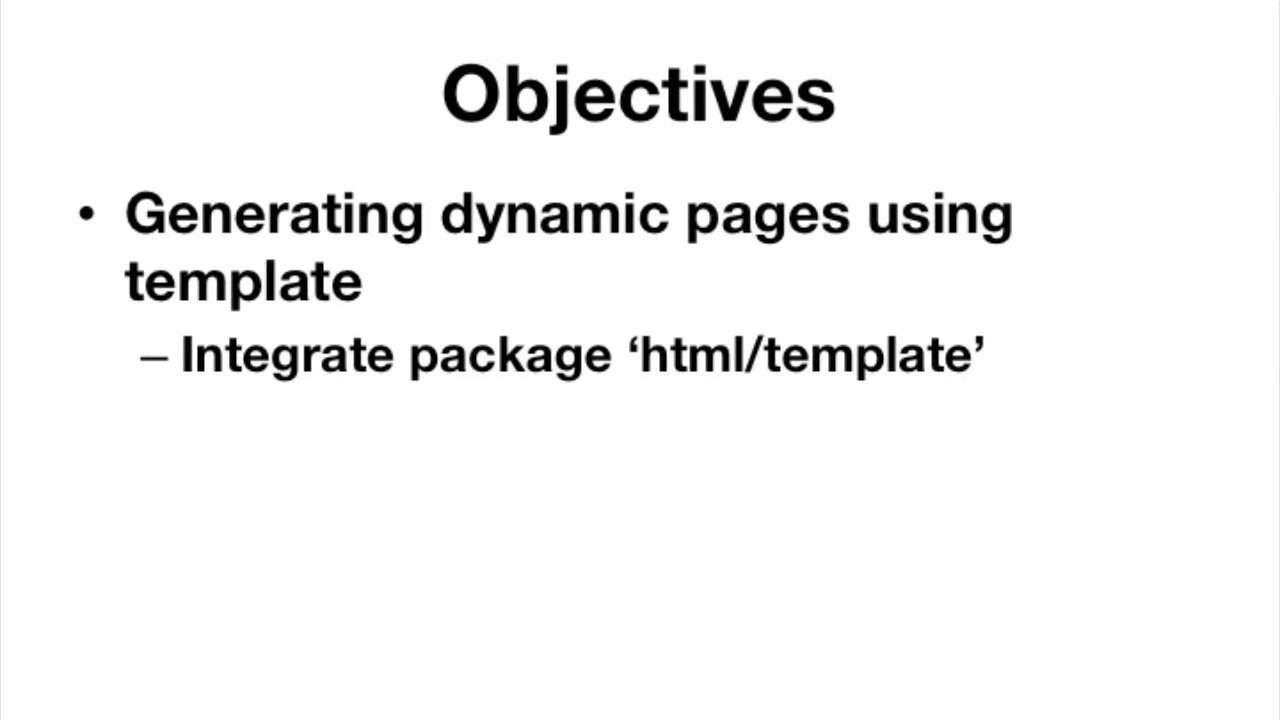 Objectives
• Generating dynamic pages using
template
– Integrate package ‘html/template’